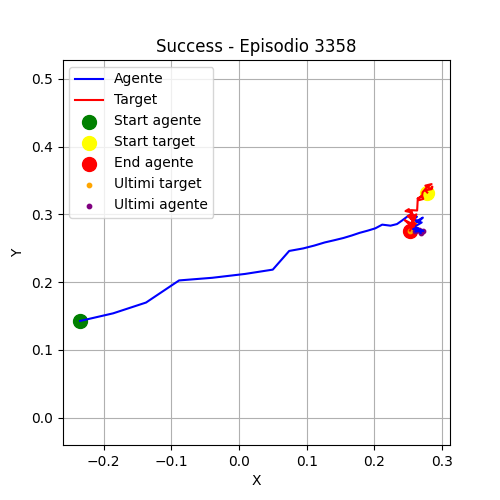 Success - Episodio 3358
Agente
Target
Start agente
Start target
End agente
Ultimi target
Ultimi agente
0.5
0.4
0.3
0.2
0.1
0.0
Y
−0.2 −0.1 0.0 0.1 0.2 0.3
X